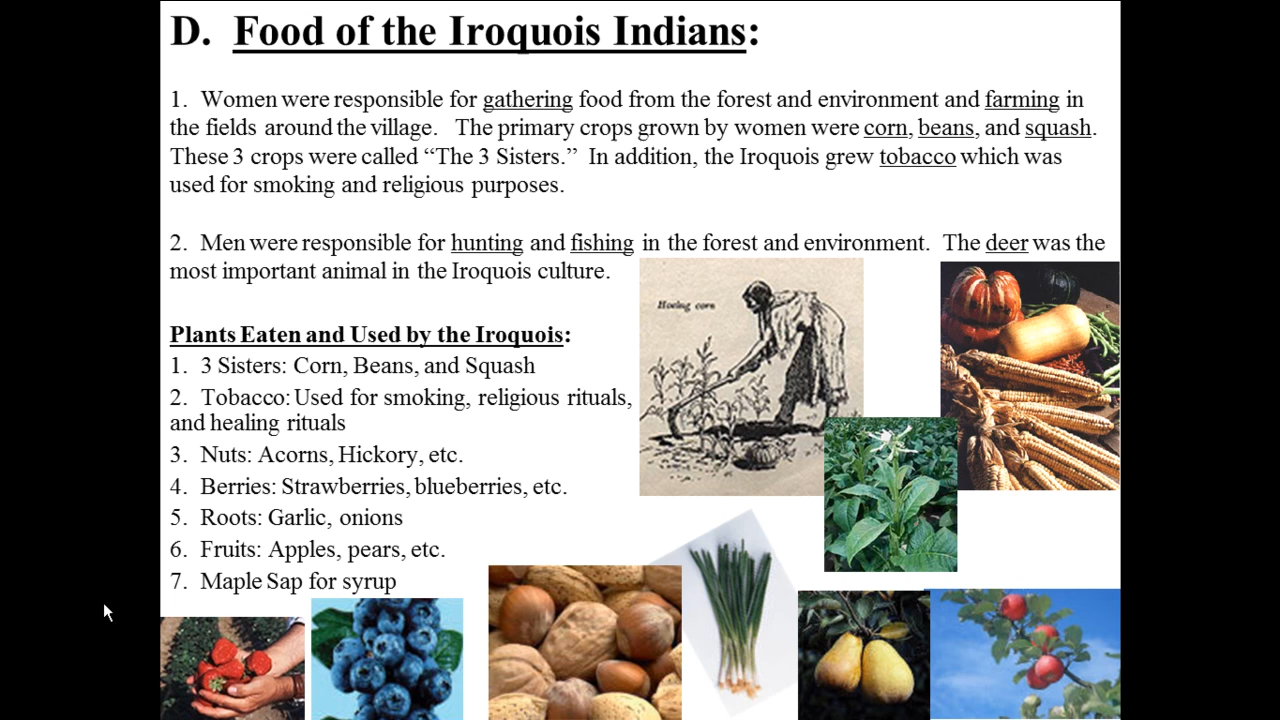 D. Food of the Iroquois Indians:
1. Women were responsible for gathering food from the forest and environment and farming in
the fields around the village. The primary crops grown by women were corn, beans, and squash.
These 3 crops were called “The 3 Sisters.” In addition, the Iroquois grew tobacco which was
used for smoking and religious purposes.
2. Men were responsible for hunting and fishing in the forest and environment. The deer was the
most important animal in the Iroquois culture.
Hoeing corn
Plants Eaten and Used by the Iroquois:
1. 3 Sisters: Corn, Beans, and Squash
2. Tobacco: Used for smoking, religious rituals,
and healing rituals
3. Nuts: Acorns, Hickory, etc.
4. Berries: Strawberries, blueberries, etc.
5. Roots: Garlic, onions
6. Fruits: Apples, pears, etc.
7. Maple Sap for syrup